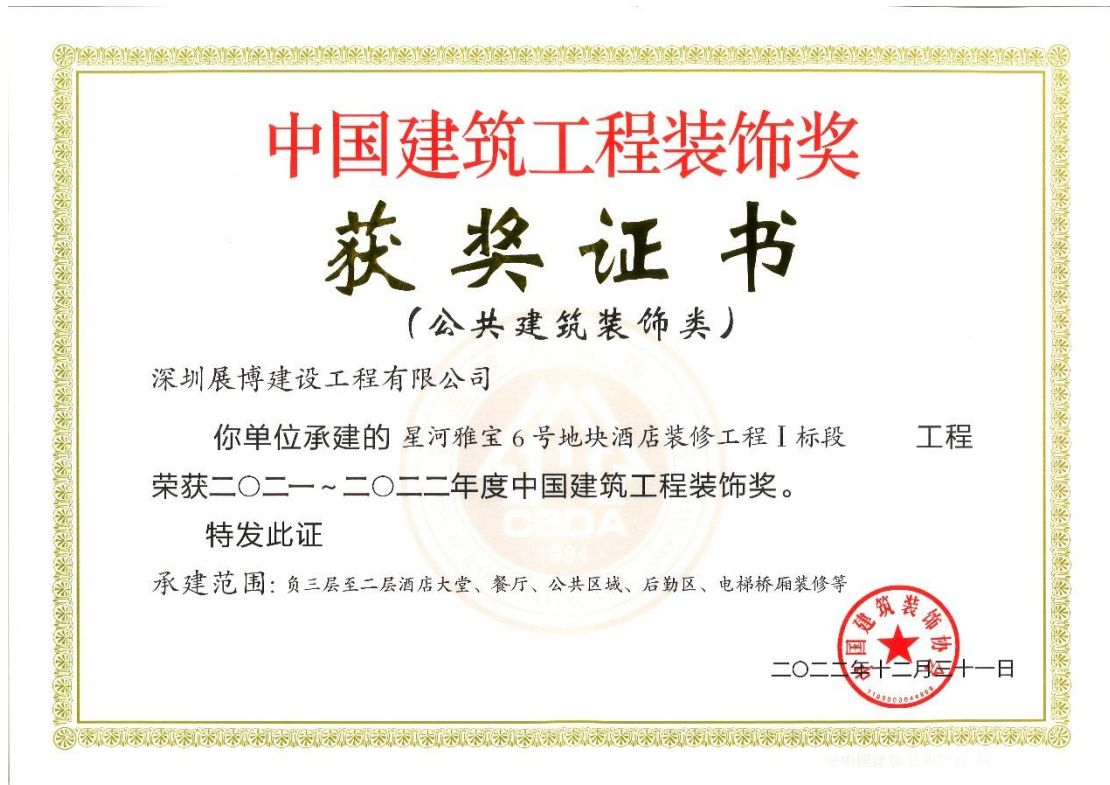 中国建筑工程装饰奖
获奖证书
(公共建筑装饰类)
深圳展博建设工程有限公司
你单位承建的 星河雅宝6号地块酒店装修工程Ⅰ标段 工程
荣获二〇二一~二〇二二年度中国建筑工程装饰奖。
特发此证
承建范围: 负三层至二层酒店大堂、餐厅、公共区域、后勤区、电梯桥厢装修等
CBDA
·1984·
中国建筑装饰协会
二〇二二年十二月三十一日